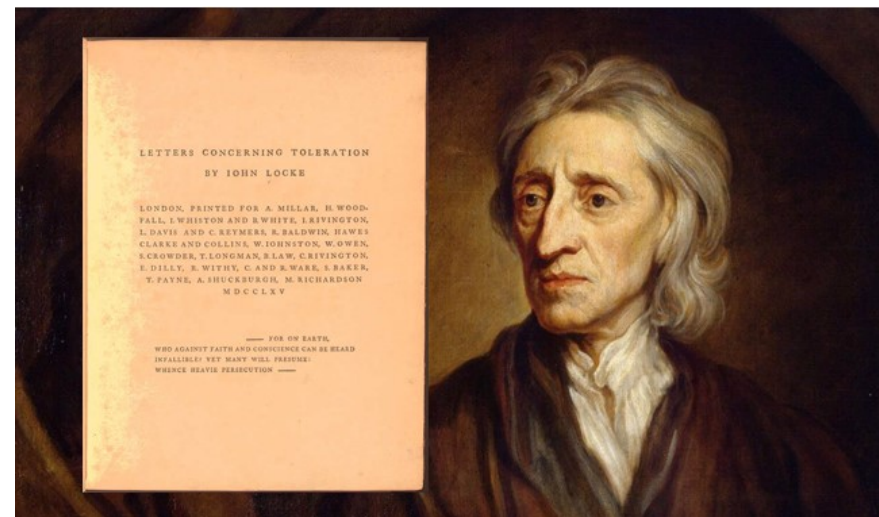 LETTERS CONCERNING TOLERATION
BY IOHN LOCKE
LONDON, PRINTED FOR A. MILLAR, H. WOOD-
FALL, I. WHISTON AND B. WHITE, I. RIVINGTON,
L. DAVIS AND C. REYMERS, R. BALDWIN, HAWES
CLARKE AND COLLINS, W. IOHNSTON, W. OWEN,
S. CROWDER, T. LONGMAN, B. LAW, C. RIVINGTON,
E. DILLY, R. WITHY, C. AND R. WARE, S. BAKER,
T. PAYNE, A. SHUCKBURGH, M. RICHARDSON
MDCCLXV
—— FOR ON EARTH,
WHO AGAINST FAITH AND CONSCIENCE CAN BE HEARD
INFALLIBLE? YET MANY WILL PRESUME:
WHENCE HEAVIE PERSECUTION ——